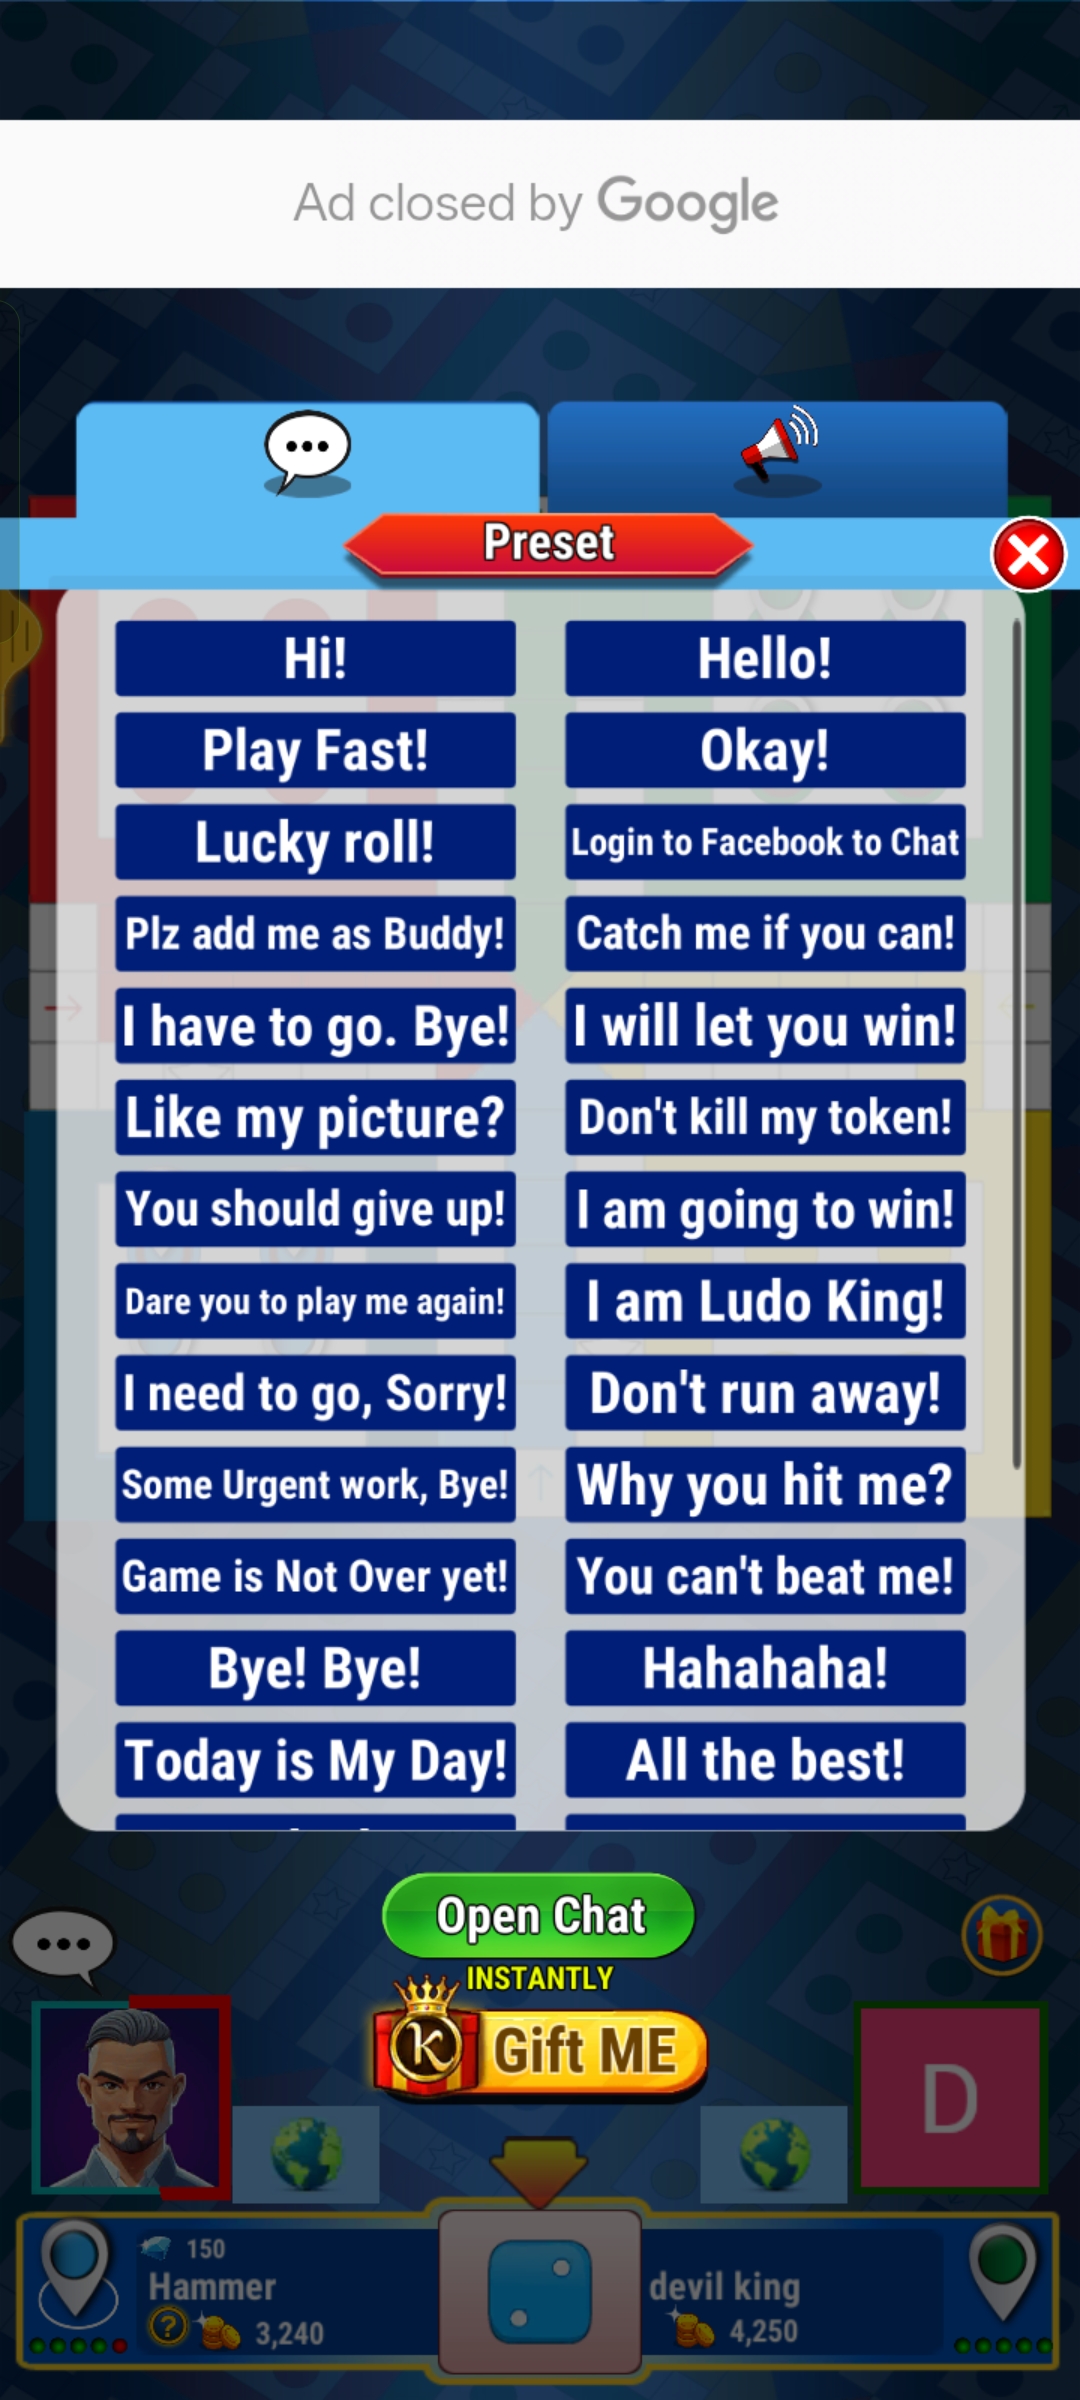 Ad closed by Google
Preset
Hi!
Hello!
Play Fast!
Okay!
Lucky roll!
Login to Facebook to Chat
Plz add me as Buddy!
Catch me if you can!
I have to go. Bye!
I will let you win!
Like my picture?
Don't kill my token!
You should give up!
I am going to win!
Dare you to play me again!
I am Ludo King!
I need to go, Sorry!
Don't run away!
Some Urgent work, Bye!
Why you hit me?
Game is Not Over yet!
You can't beat me!
Bye! Bye!
Hahahaha!
Today is My Day!
All the best!
Open Chat
INSTANTLY
K
Gift ME
D
150
Hammer
devil king
?
3,240
4,250